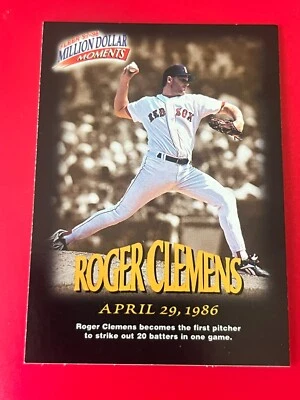 MILLION DOLLAR
MOMENTS
RED SOX
ROGER CLEMENS
APRIL 29, 1986
Roger Clemens becomes the first pitcher
to strike out 20 batters in one game.